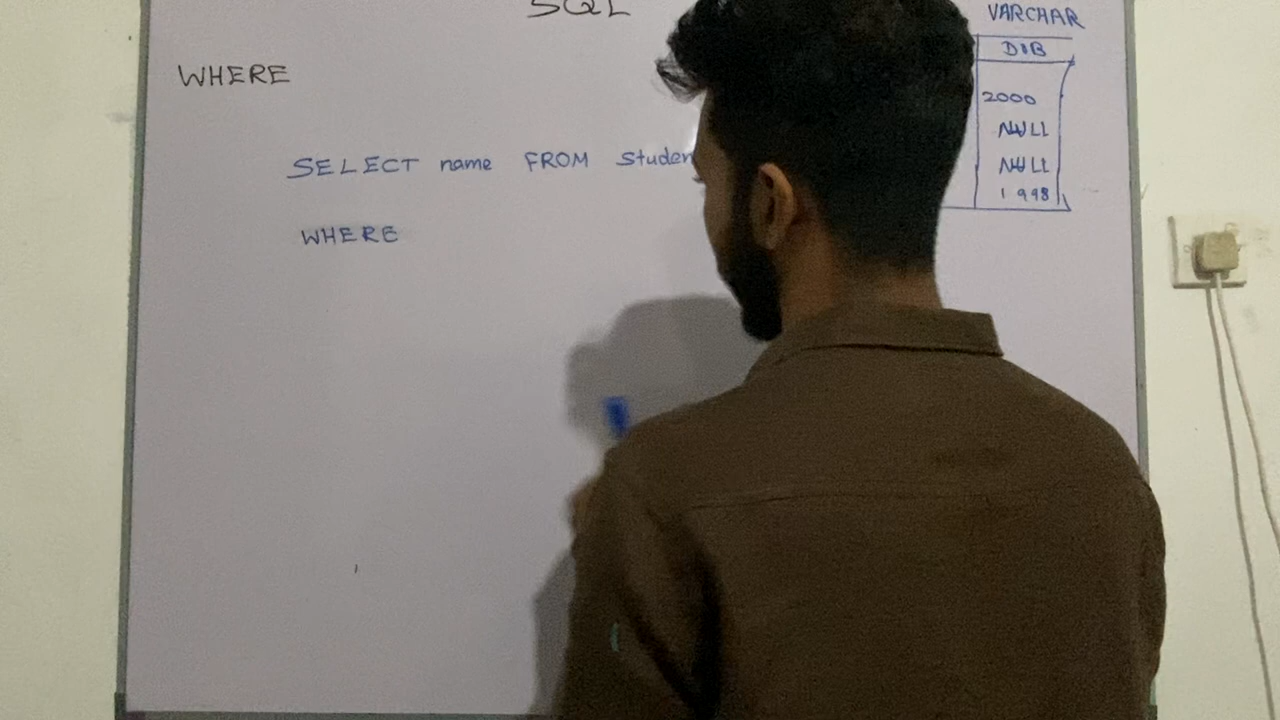 SQL
VARCHAR
DOB
WHERE
2000
NULL
SELECT name FROM Studen
NULL
1998
WHERE